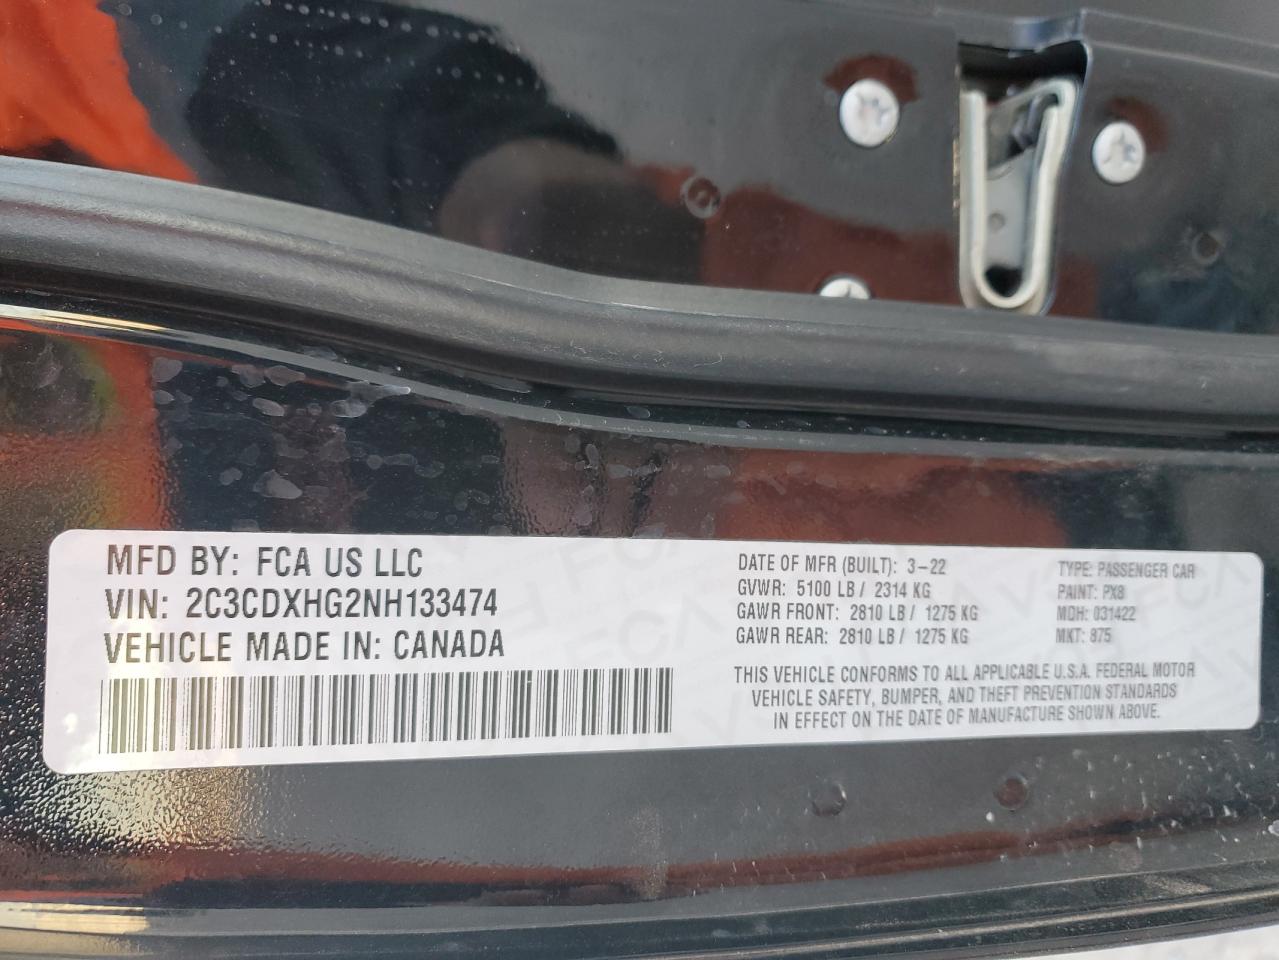 MFD BY: FCA US LLC
VIN: 2C3CDXHG2NH133474
VEHICLE MADE IN: CANADA
DATE OF MFR (BUILT): 3-22
GVWR: 5100 LB / 2314 KG
GAWR FRONT: 2810 LB / 1275 KG
GAWR REAR: 2810 LB / 1275 KG
TYPE: PASSENGER CAR
PAINT: PX8
MDH: 031422
MKT: 875
THIS VEHICLE CONFORMS TO ALL APPLICABLE U.S.A. FEDERAL MOTOR
VEHICLE SAFETY, BUMPER, AND THEFT PREVENTION STANDARDS
IN EFFECT ON THE DATE OF MANUFACTURE SHOWN ABOVE.